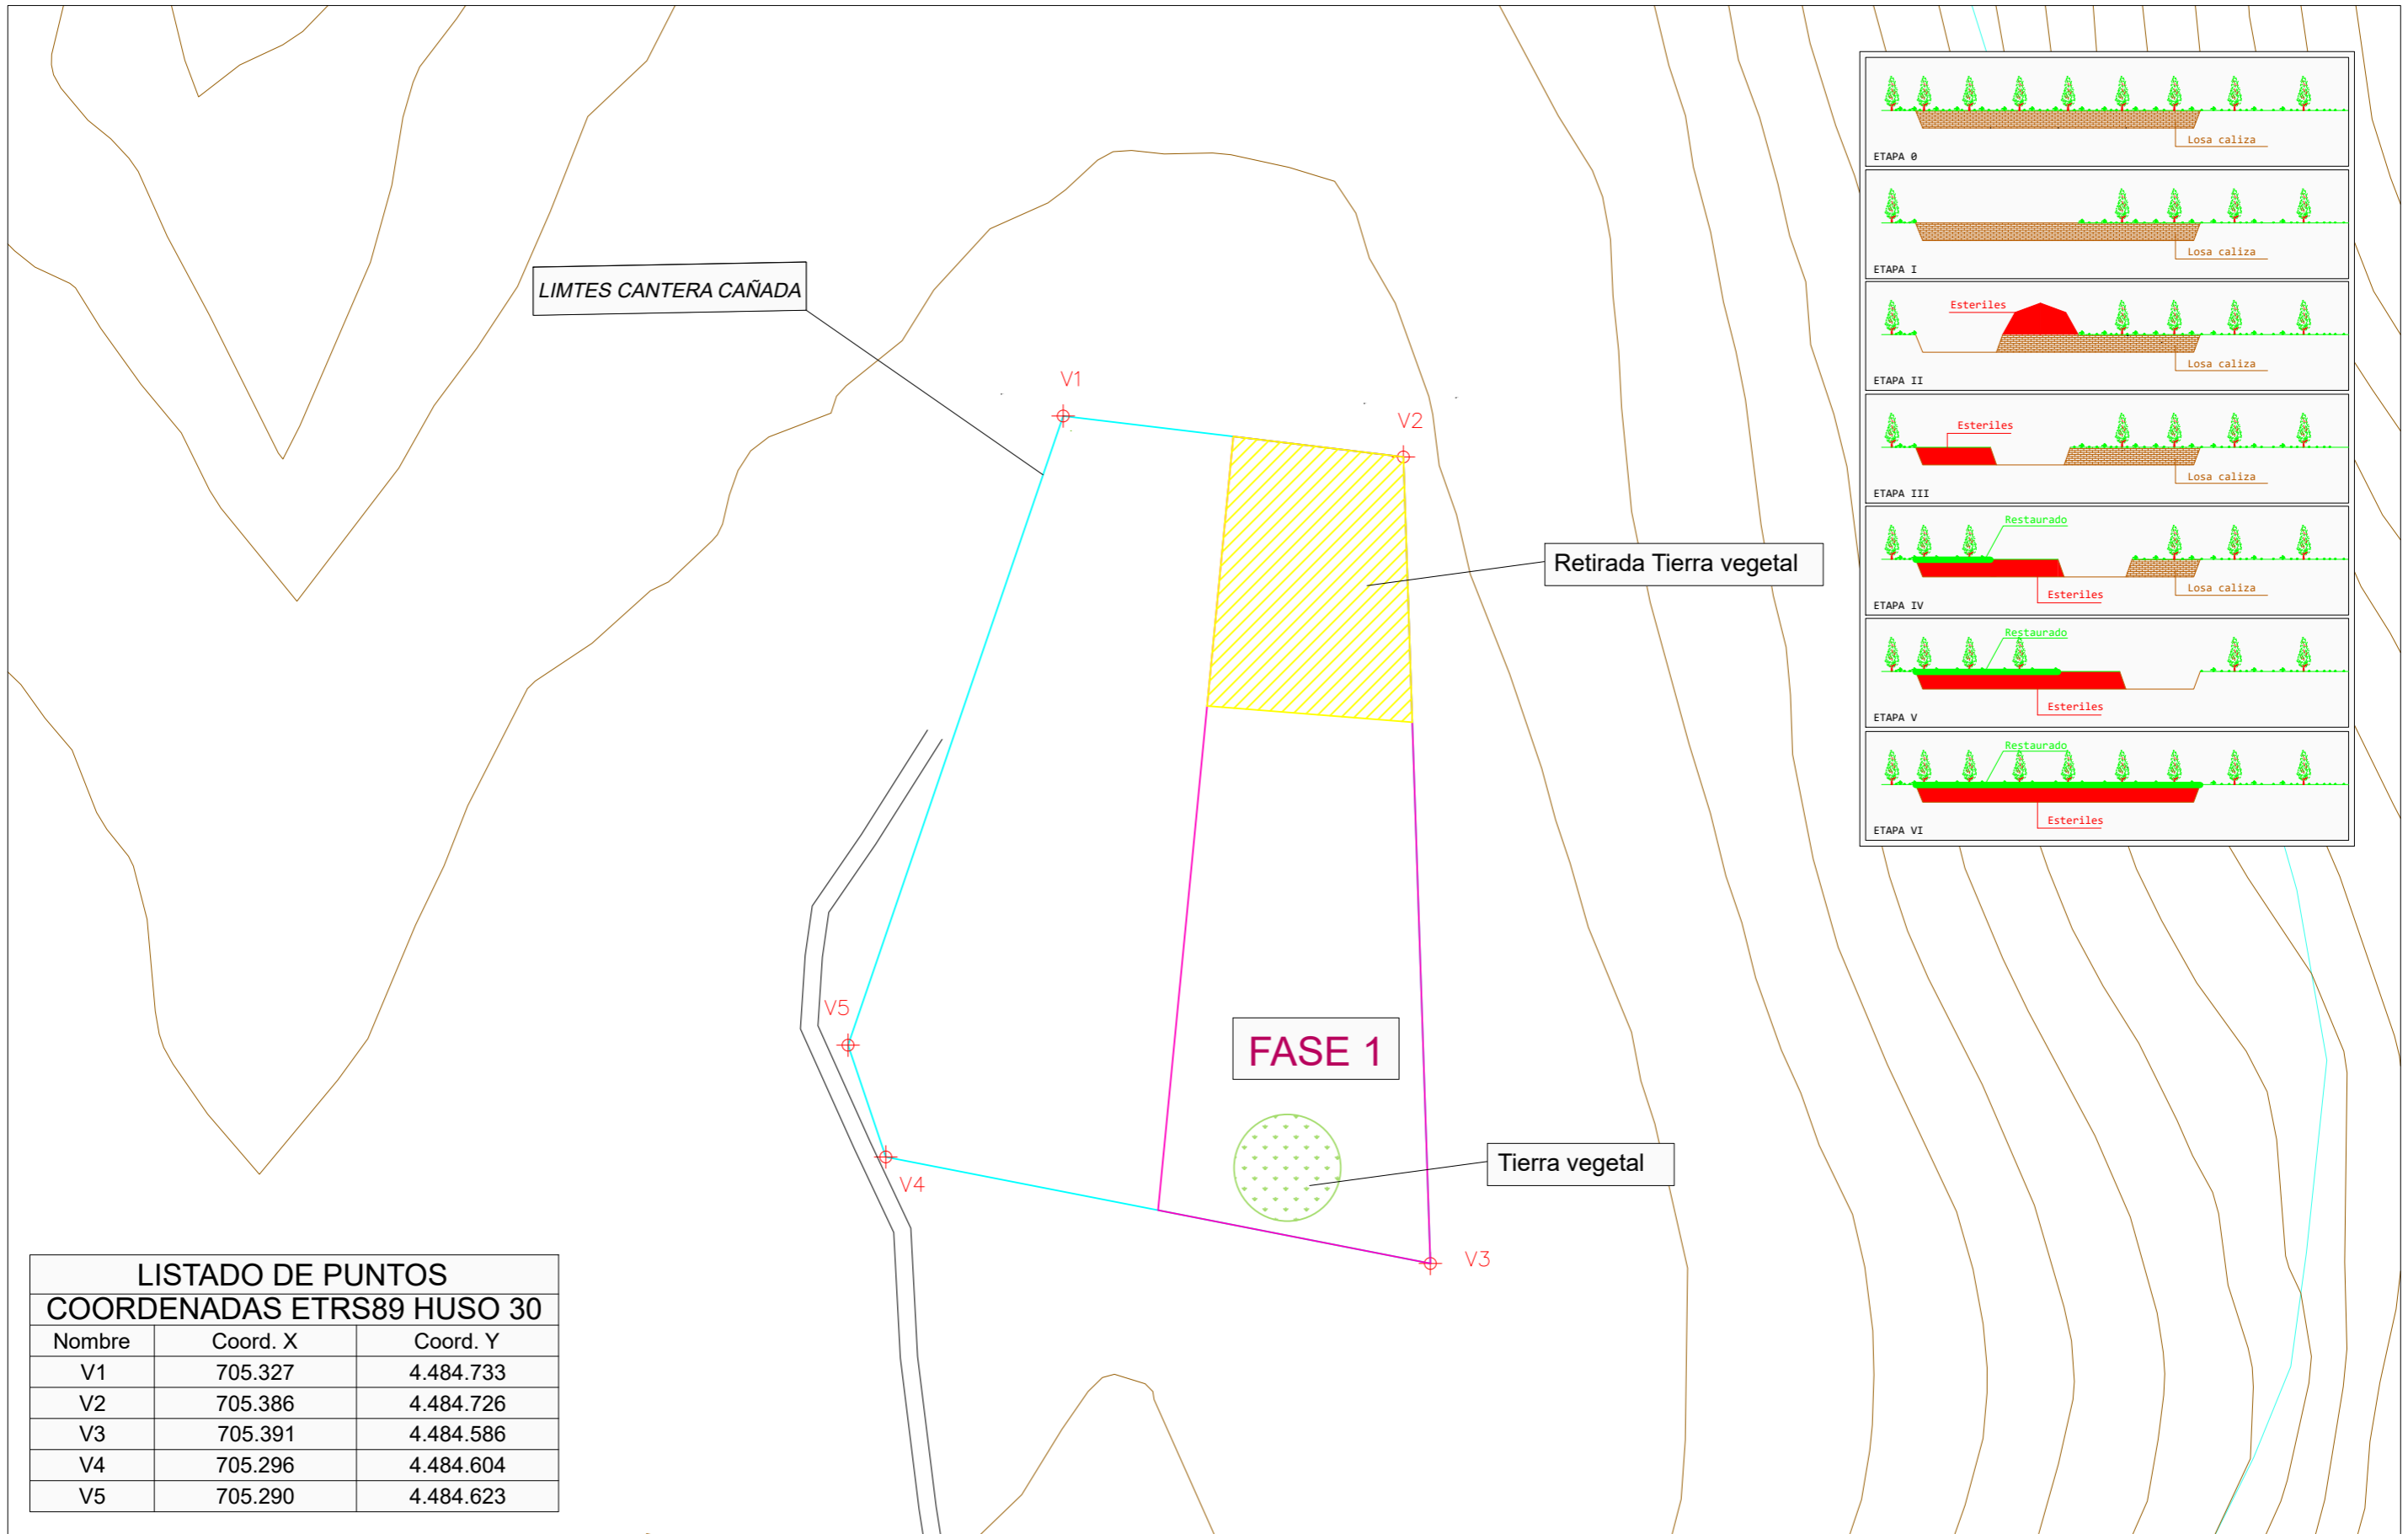 LIMTES CANTERA CAÑADA
V1
V2
Retirada Tierra vegetal
V5
FASE 1
Tierra vegetal
V4
V3
LISTADO DE PUNTOS
COORDENADAS ETRS89 HUSO 30
Nombre Coord. X Coord. Y
V1 705.327 4.484.733
V2 705.386 4.484.726
V3 705.391 4.484.586
V4 705.296 4.484.604
V5 705.290 4.484.623
Losa caliza
ETAPA 0
Losa caliza
ETAPA I
Esteriles
Losa caliza
ETAPA II
Esteriles
Losa caliza
ETAPA III
Restaurado
Losa caliza
Esteriles
ETAPA IV
Restaurado
Esteriles
ETAPA V
Restaurado
Esteriles
ETAPA VI